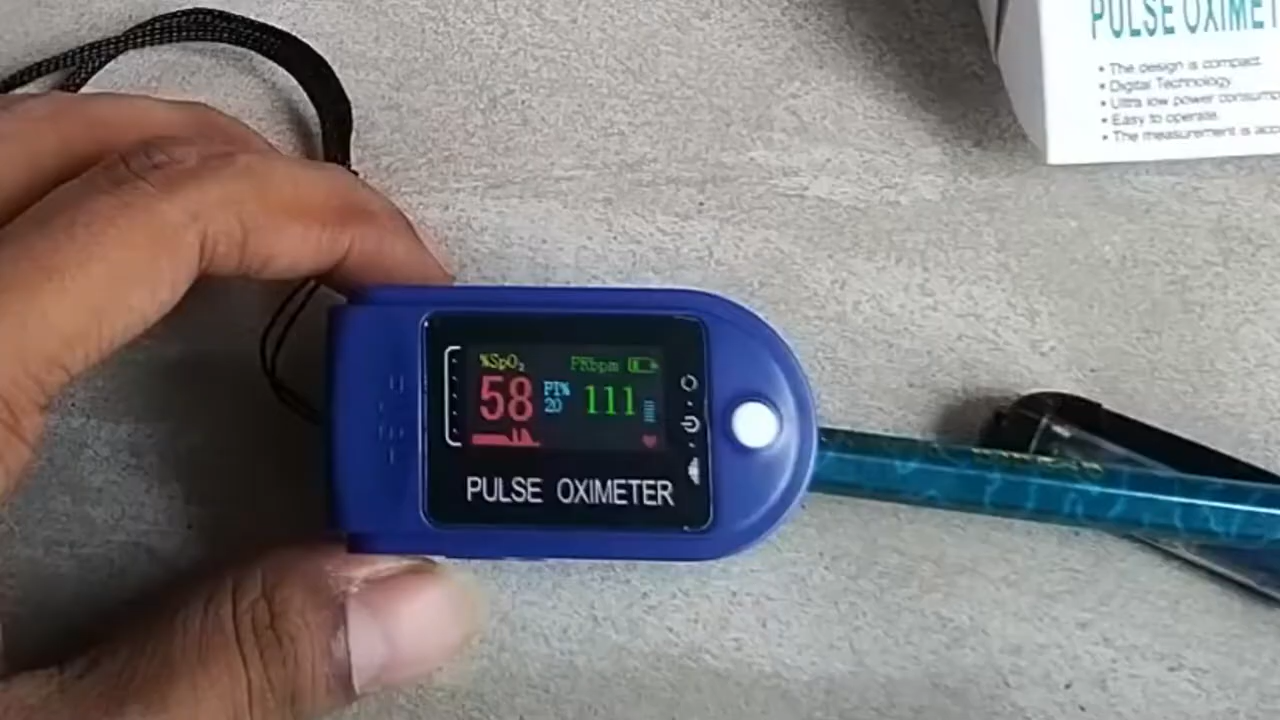 PULSE OXIMET
• The design is compact
• Digital Technology
• Ultra low power consump
• Easy to operate.
• The measurement is acc
%SpO₂
PRbpm
58
PI%
20
111
PULSE OXIMETER